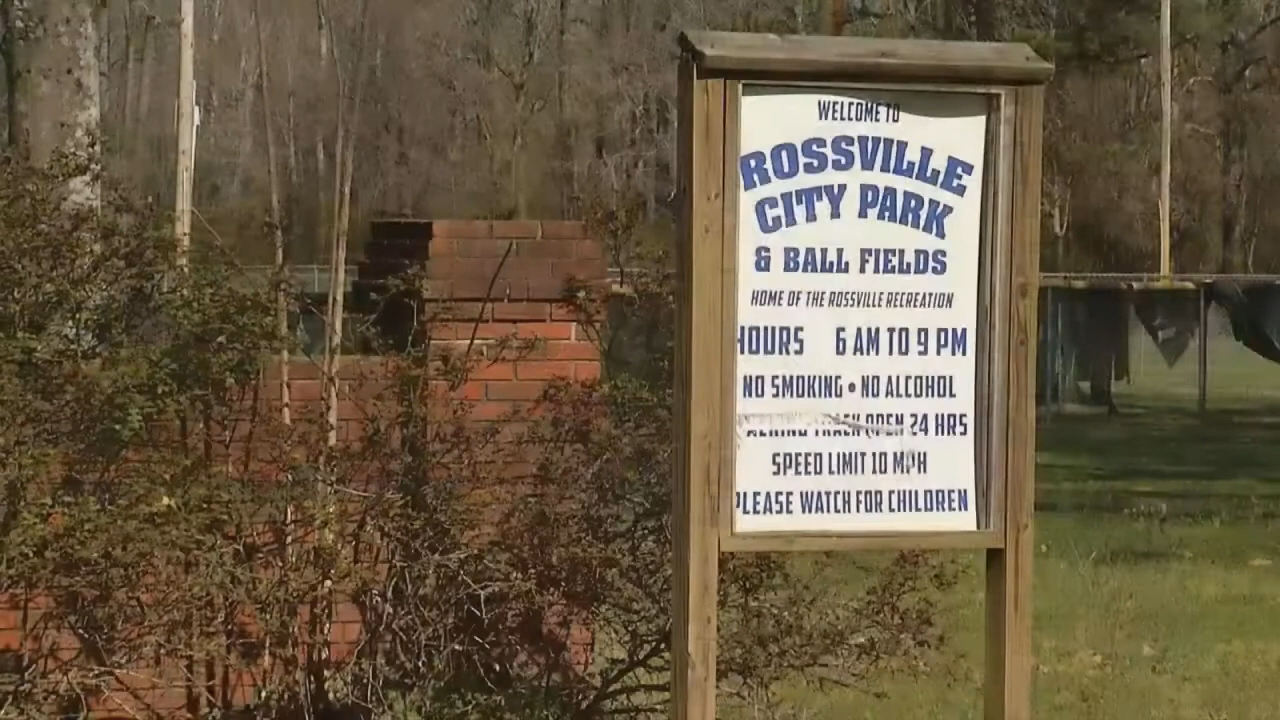 WELCOME TO
ROSSVILLE
CITY PARK
& BALL FIELDS
HOME OF THE ROSSVILLE RECREATION
HOURS 6 AM TO 9 PM
NO SMOKING • NO ALCOHOL
TRACK OPEN 24 HRS
SPEED LIMIT 10 MPH
PLEASE WATCH FOR CHILDREN